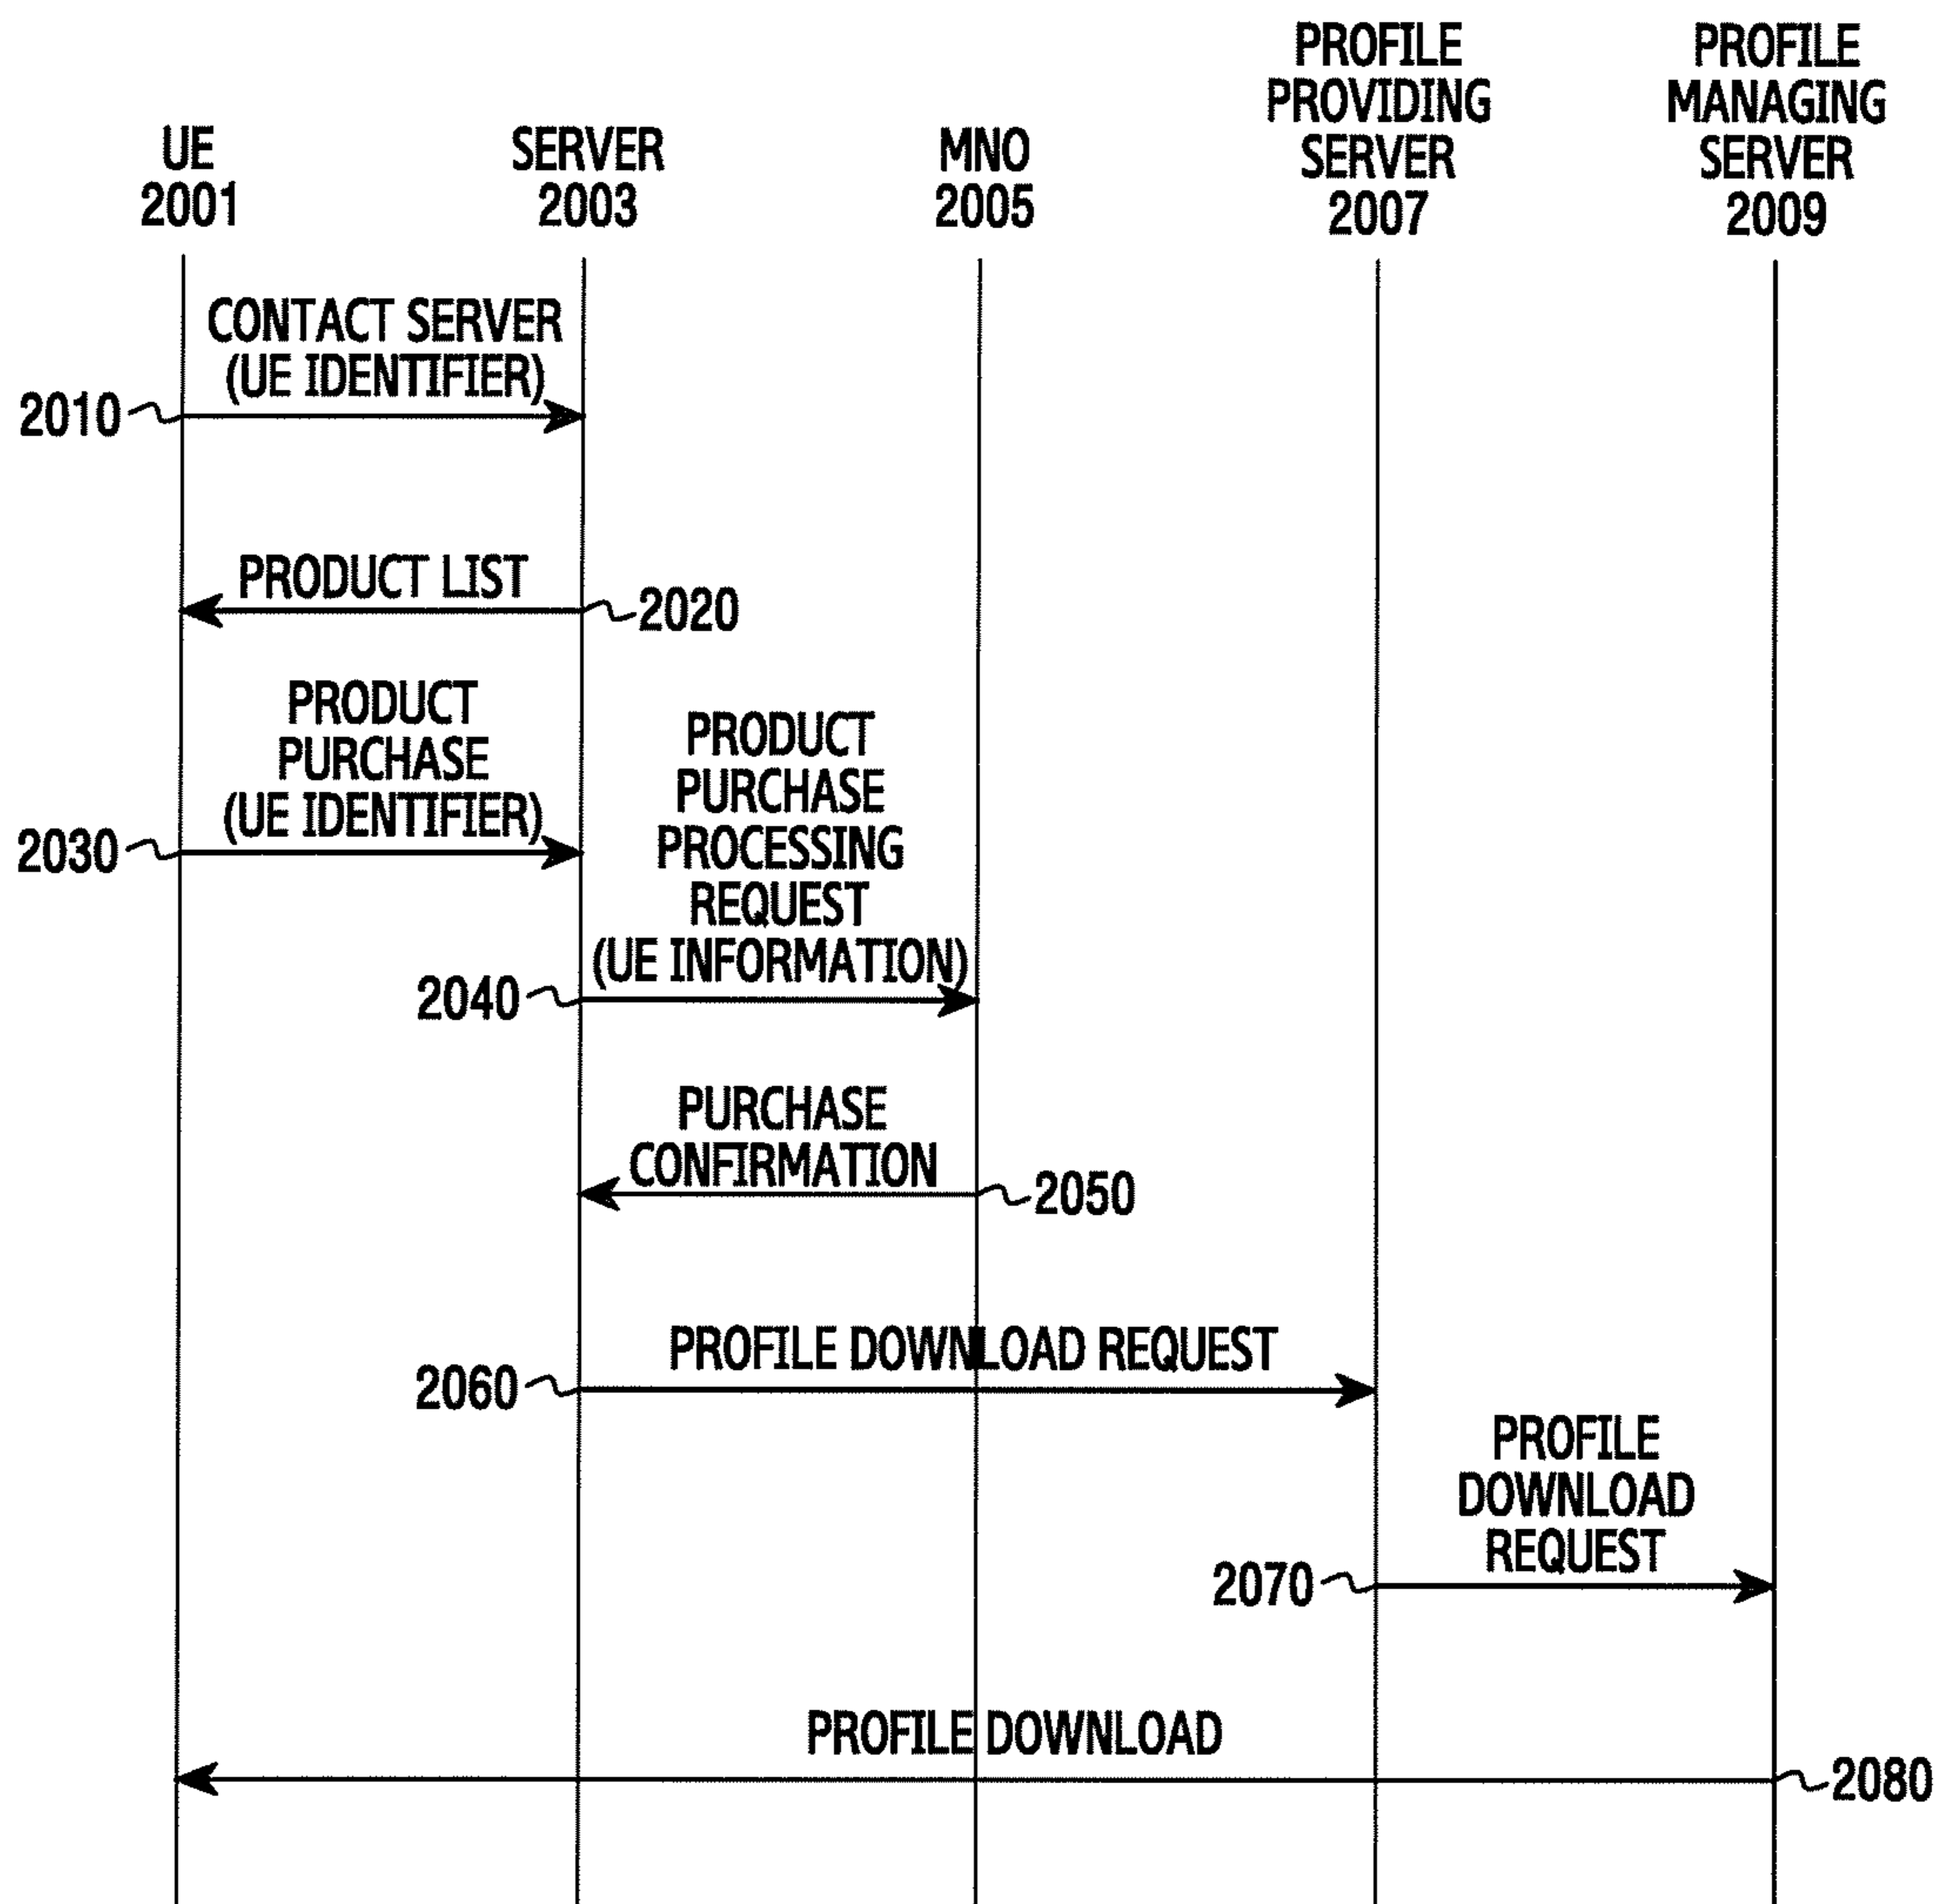 UE
2001
SERVER
2003
MNO
2005
PROFILE
PROVIDING
SERVER
2007
PROFILE
MANAGING
SERVER
2009
CONTACT SERVER
(UE IDENTIFIER)
2010
PRODUCT LIST
2020
PRODUCT
PURCHASE
(UE IDENTIFIER)
2030
PRODUCT
PURCHASE
PROCESSING
REQUEST
(UE INFORMATION)
2040
PURCHASE
CONFIRMATION
2050
PROFILE DOWNLOAD REQUEST
2060
PROFILE
DOWNLOAD
REQUEST
2070
PROFILE DOWNLOAD
2080